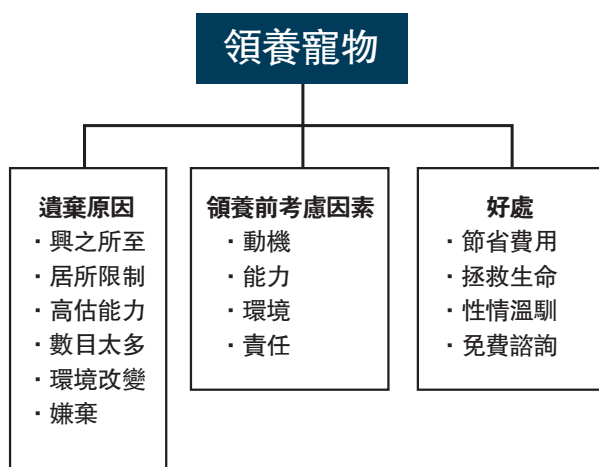 領養寵物
遺棄原因
·興之所至
·居所限制
·高估能力
·數目太多
·環境改變
·嫌棄
領養前考慮因素
·動機
·能力
·環境
·責任
好處
·節省費用
·拯救生命
·性情溫馴
·免費諮詢